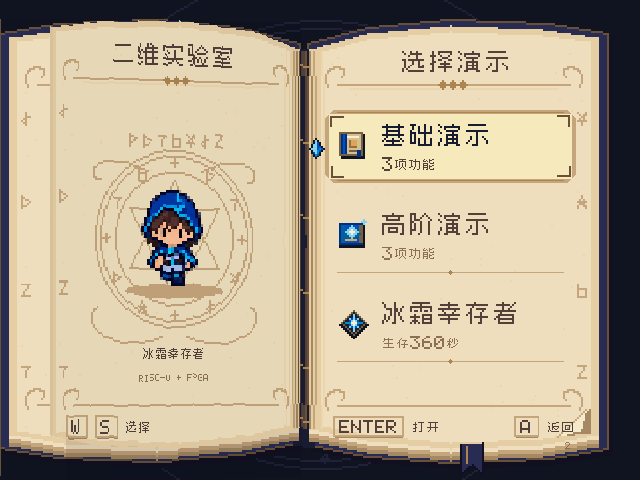 二维实验室
冰霜幸存者
RISC-V + FPGA
W S 选择
选择演示
基础演示
3项功能
高阶演示
3项功能
冰霜幸存者
生存360秒
ENTER 打开
A 返回